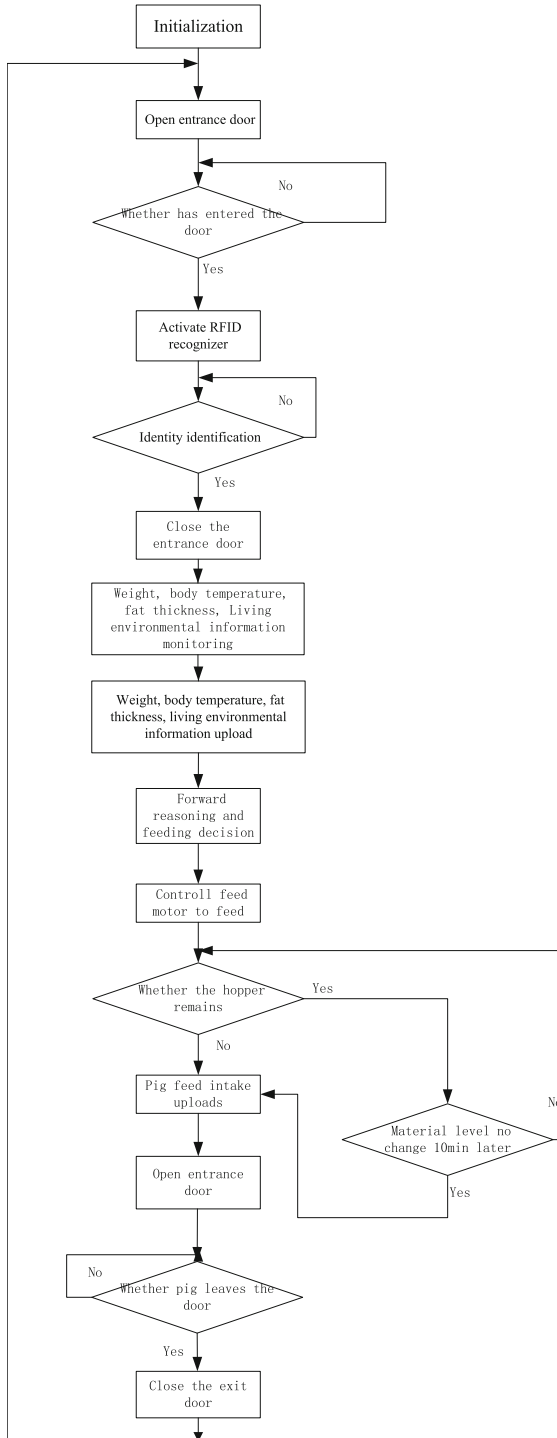 Initialization
Open entrance door
No
Whether has entered the
door
Yes
Activate RFID
recognizer
No
Identity identification
Yes
Close the
entrance door
Weight, body temperature,
fat thickness, Living
environmental information
monitoring
Weight, body temperature, fat
thickness, living environmental
information upload
Forward
reasoning and
feeding decision
Controll feed
motor to feed
Whether the hopper
remains
Yes
No
Pig feed intake
uploads
Material level no
change 10min later
No
Yes
Open entrance
door
No
Whether pig leaves the
door
Yes
Close the exit
door